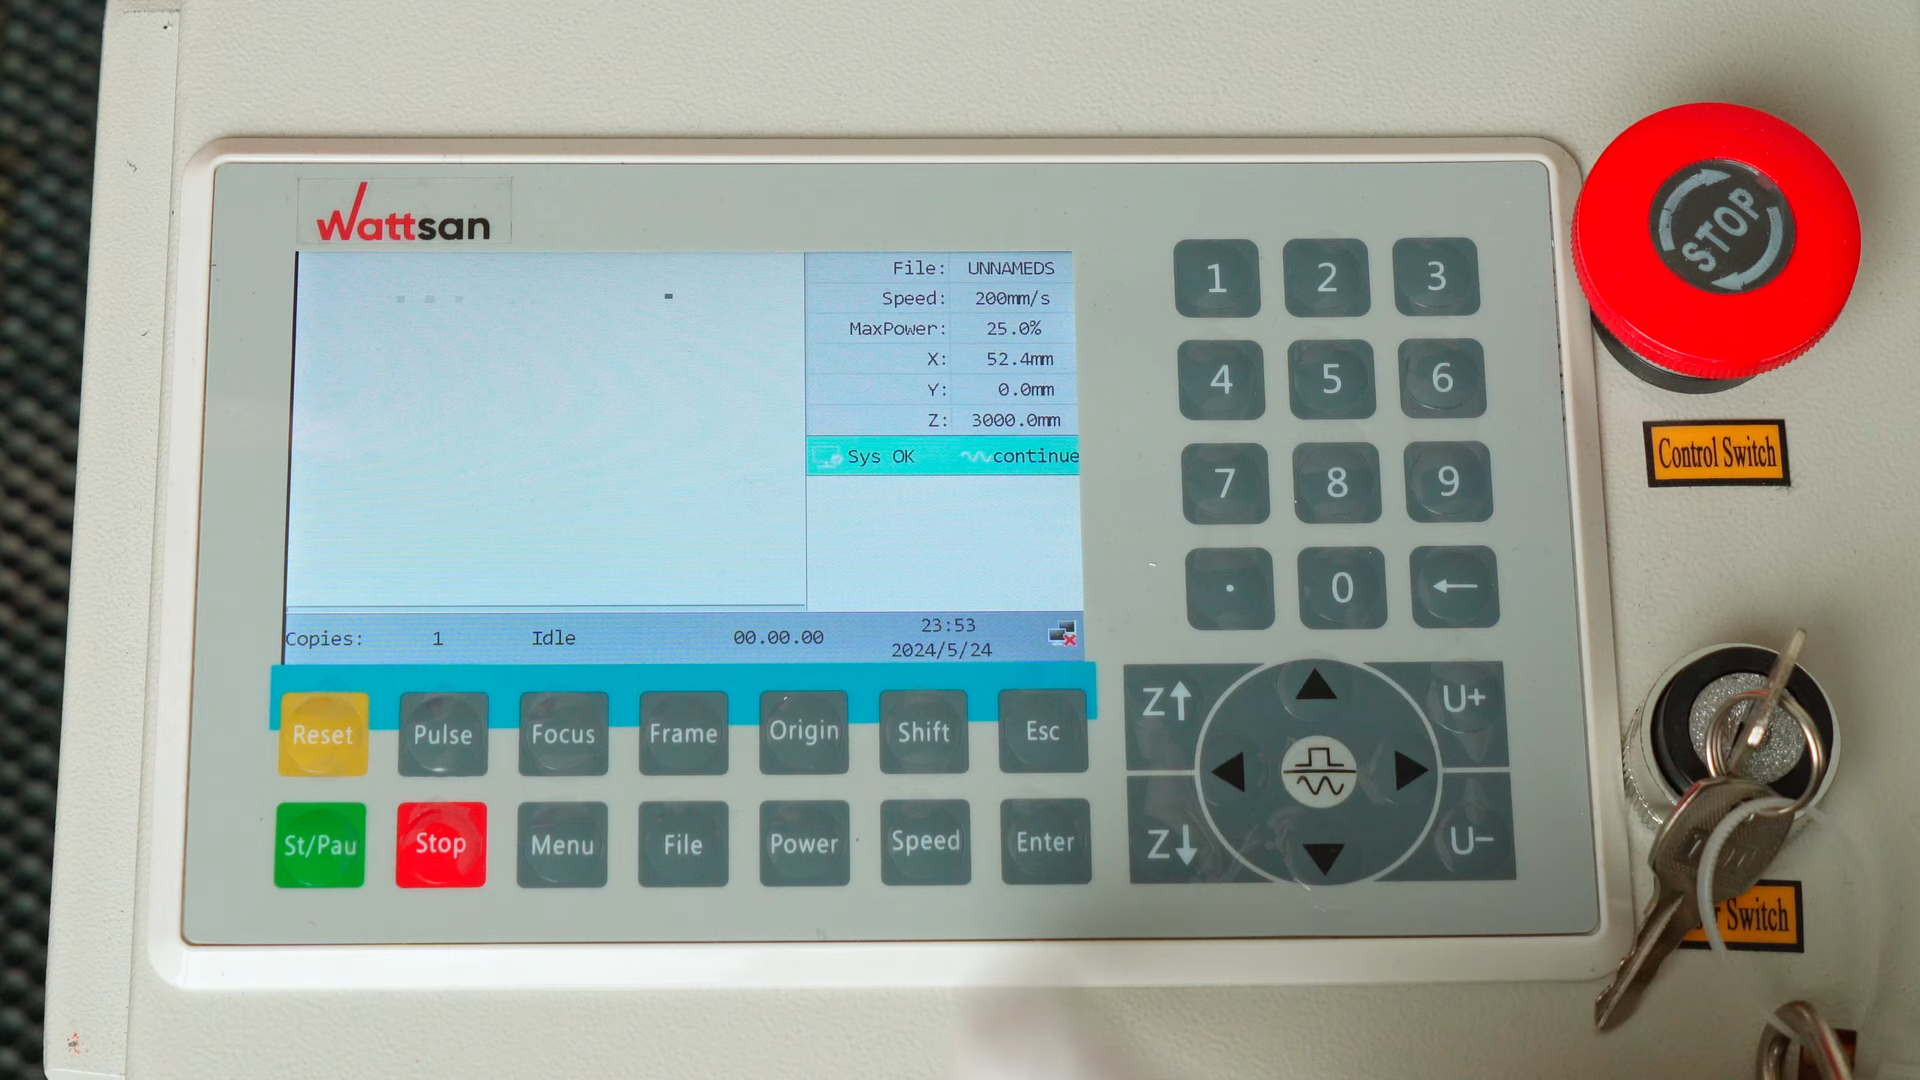 Wattsan
File: UNNAMEDS
Speed: 200mm/s
MaxPower: 25.0%
X: 52.4mm
Y: 0.0mm
Z: 3000.0mm
Sys OK continue
Copies: 1 Idle 00.00.00 23:53
2024/5/24
Reset Pulse Focus Frame Origin Shift Esc
St/Pau Stop Menu File Power Speed Enter
1 2 3
4 5 6
7 8 9
. 0 ←
Z↑ U+
Z↓ U-
STOP
Control Switch
Switch